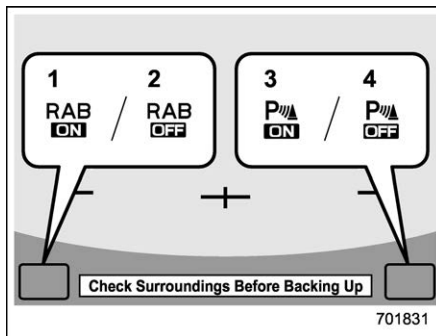 1 2
RAB / RAB
ON OFF
3 4
P / P
ON OFF
Check Surroundings Before Backing Up
701831